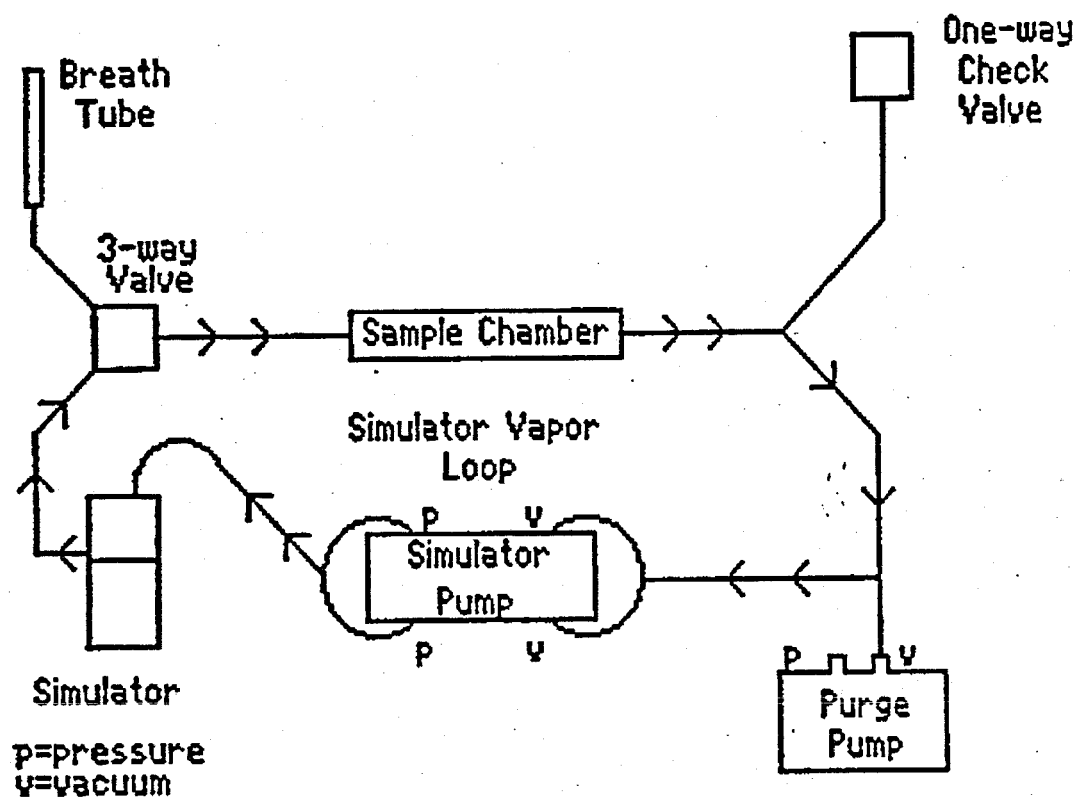 Breath
Tube
One-way
Check
Valve
3-way
Valve
Sample Chamber
Simulator Vapor
Loop
P
V
Simulator
Pump
P
V
Simulator
P
V
Purge
Pump
p=pressure
v=vacuum